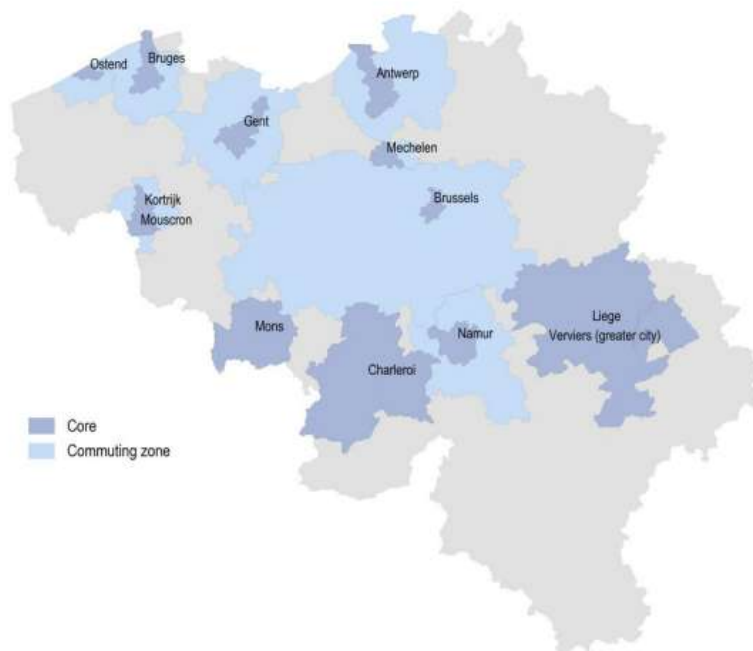 Ostend
Bruges
Antwerp
Gent
Mechelen
Kortrijk
Mouscron
Brussels
Liege
Verviers (greater city)
Mons
Namur
Charleroi
Core
Commuting zone